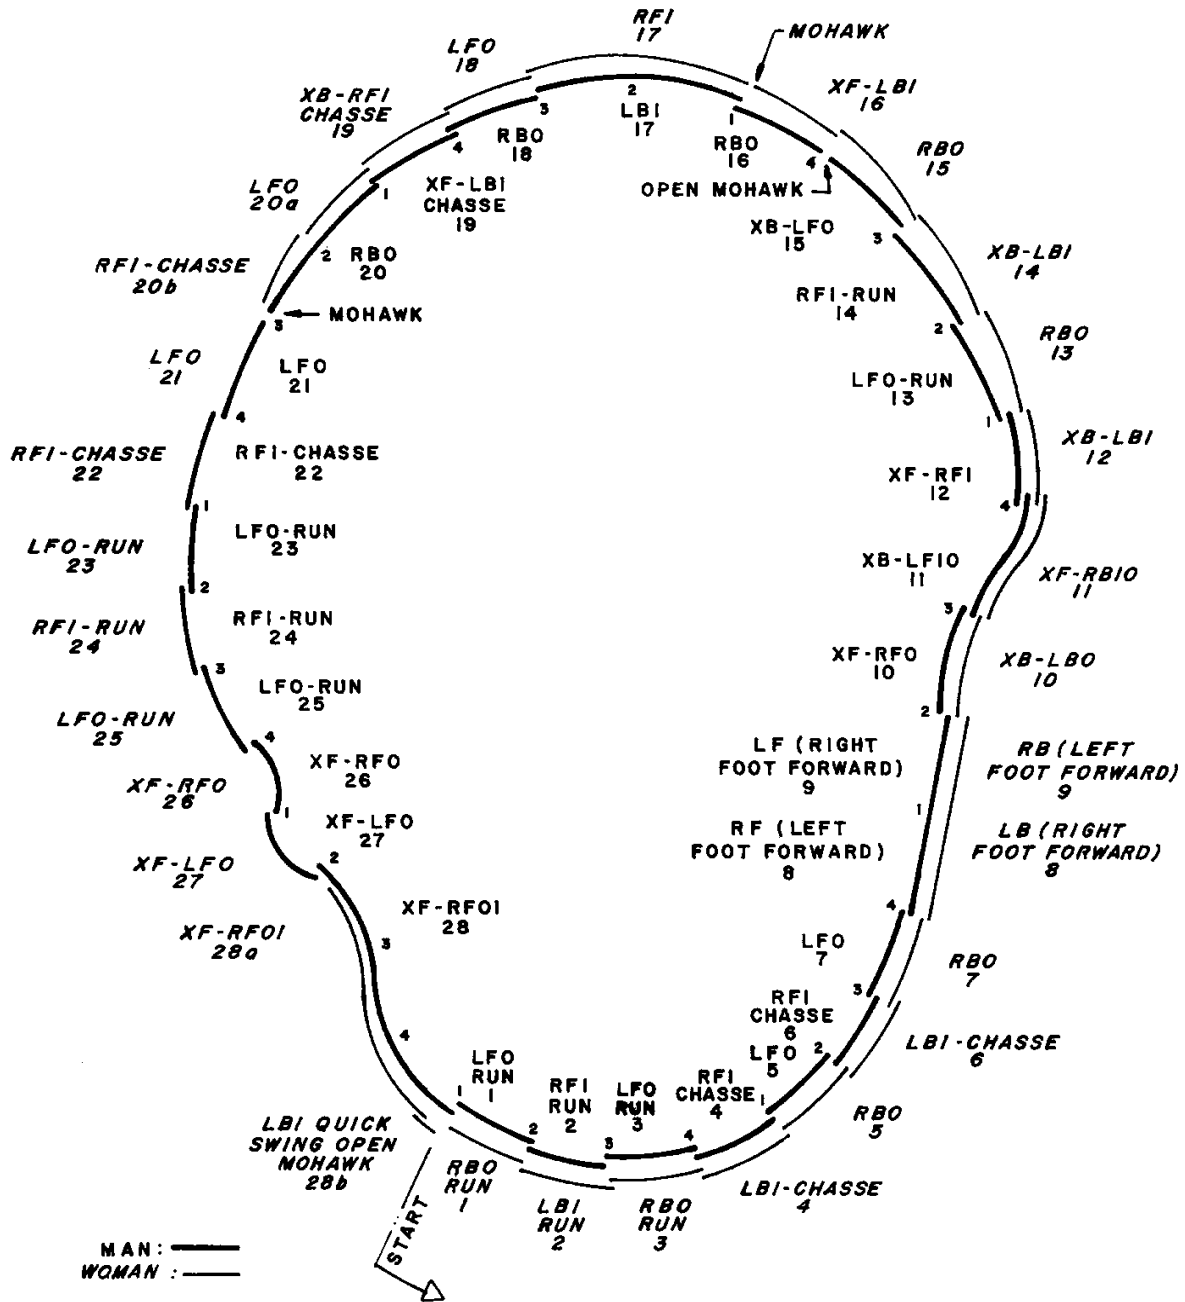 RFI
17
MOHAWK
LFO
18
XF-LBI
16
XB-RFI
CHASSE
19
2
LBI
17
3
1
RBO
18
RBO
16
4
4
RBO
15
OPEN MOHAWK
LFO
20a
1
XF-LBI
CHASSE
19
XB-LFO
15
3
XB-LBI
14
RFI-CHASSE
20b
2
RBO
20
RFI-RUN
14
3
MOHAWK
2
RBO
13
LFO
21
LFO
21
LFO-RUN
13
4
1
RFI-CHASSE
22
RFI-CHASSE
22
XB-LBI
12
XF-RFI
12
1
4
LFO-RUN
23
LFO-RUN
23
XB-LFIO
11
XF-RBIO
11
2
3
RFI-RUN
24
RFI-RUN
24
XF-RFO
10
XB-LBO
10
3
LFO-RUN
25
LFO-RUN
25
2
4
XF-RFO
26
XF-RFO
26
LF (RIGHT
FOOT FORWARD)
9
RB (LEFT
FOOT FORWARD)
9
1
1
XF-LFO
27
XF-LFO
27
2
RF (LEFT
FOOT FORWARD)
8
LB (RIGHT
FOOT FORWARD)
8
XF-RFOI
28a
XF-RFOI
28
3
4
LFO
7
RBO
7
3
RFI
CHASSE
6
LBI-CHASSE
6
4
2
LFO
5
LFO
RUN
1
1
RFI
RUN
2
LFO
RUN
3
RFI
CHASSE
4
1
RBO
5
2
3
4
LBI QUICK
SWING OPEN
MOHAWK
28b
RBO
RUN
1
LBI
RUN
2
RBO
RUN
3
LBI-CHASSE
4
START
MAN:
WOMAN: